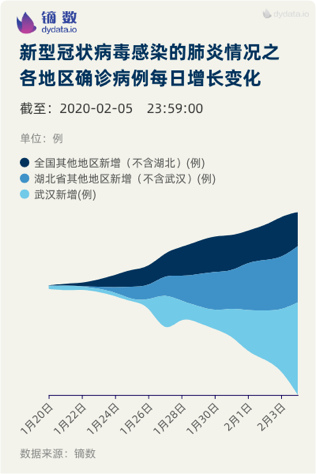 镝数
dydata.io
dydata.io
新型冠状病毒感染的肺炎情况之
各地区确诊病例每日增长变化
截至：2020-02-05 23:59:00
单位：例
全国其他地区新增（不含湖北）(例)
湖北省其他地区新增（不含武汉）(例)
武汉新增(例)
1月20日
1月22日
1月24日
1月26日
1月28日
1月30日
2月1日
2月3日
数据来源：镝数